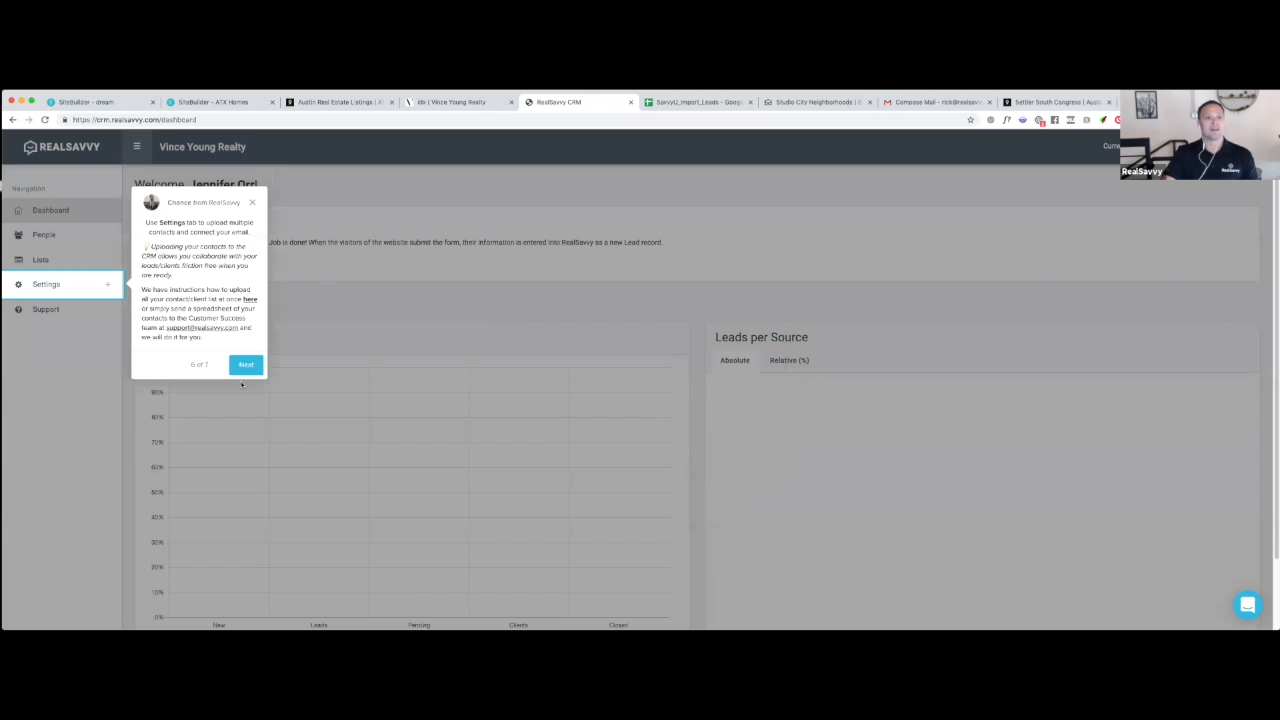 SiteBuilder - dream
SiteBuilder - ATX Homes
Austin Real Estate Listings | AT
idx | Vince Young Realty
RealSavvy CRM
SavvyU_Import_Leads - Google
Studio City Neighborhoods | B
Compose Mail - rick@realsavv
Settler South Congress | Aust
https://crm.realsavvy.com/dashboard
REALSAVVY
Vince Young Realty
Curre
RealSavvy
Navigation
Dashboard
People
Lists
Settings
Support
Welcome, Jennifer Orr!
Chance from RealSavvy
Use Settings tab to upload multiple
contacts and connect your email.
💡Uploading your contacts to the
CRM allows you collaborate with your
leads/clients friction free when you
are ready.
We have instructions how to upload
all your contact/client list at once here
or simply send a spreadsheet of your
contacts to the Customer Success
team at support@realsavvy.com and
we will do it for you.
6 of 7
Next
Job is done! When the visitors of the website submit the form, their information is entered into RealSavvy as a new Lead record.
Leads per Source
Absolute
Relative (%)
90%
80%
70%
60%
50%
40%
30%
20%
10%
0%
New
Leads
Pending
Clients
Closed